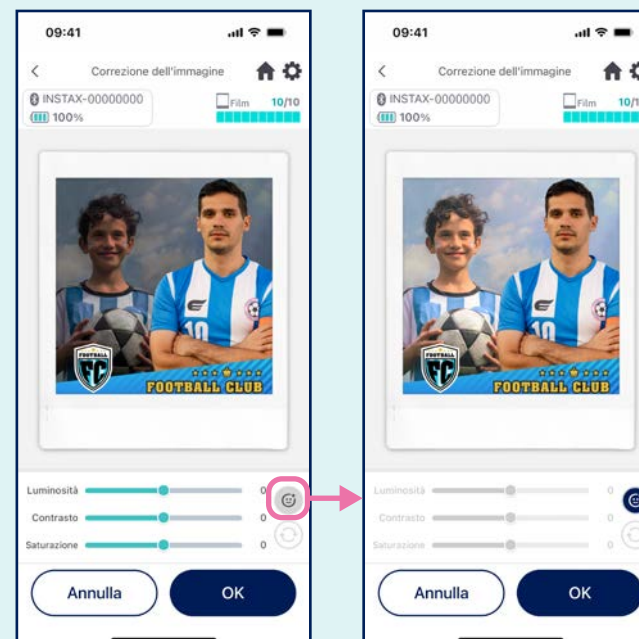 09:41
Correzione dell'immagine
INSTAX-00000000
100%
Film 10/10
10
FOOTBALL
FC
FOOTBALL CLUB
Luminosità 0
Contrasto 0
Saturazione 0
Annulla OK
09:41
Correzione dell'immagine
INSTAX-00000000
100%
Film 10/1
10
FOOTBALL
FC
FOOTBALL CLUB
Luminosità 0
Contrasto 0
Saturazione 0
Annulla OK